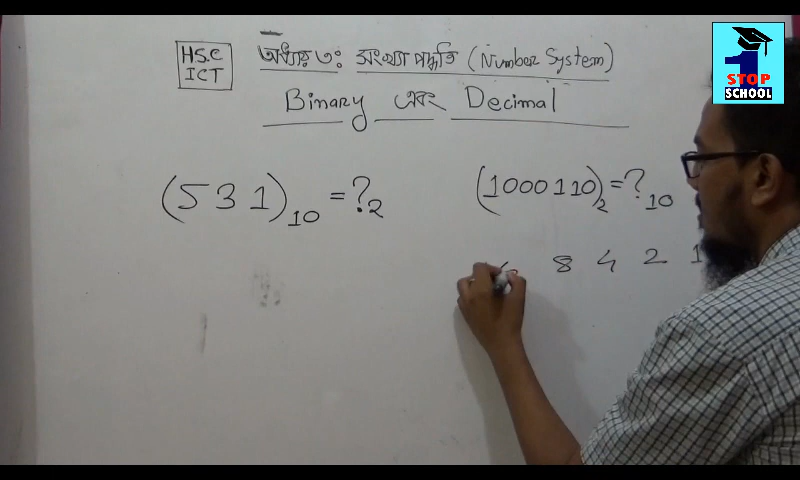 HSC
ICT
অধ্যায় ৩ঃ সংখ্যা পদ্ধতি (Number System)
Binary এবং Decimal
(531)₁₀ = ?₂
(1000110)₂ = ?₁₀
8 4 2 1
1 STOP
SCHOOL